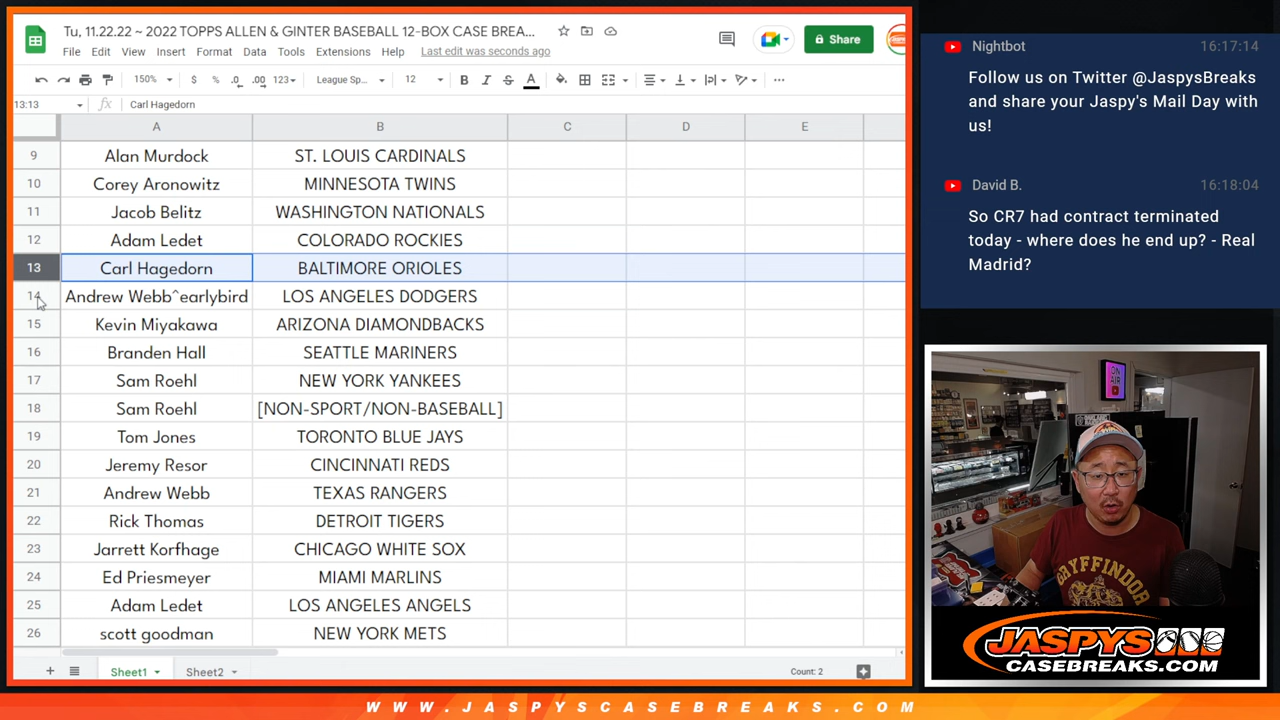 Tu, 11.22.22 ~ 2022 TOPPS ALLEN & GINTER BASEBALL 12-BOX CASE BREA...
File Edit View Insert Format Data Tools Extensions Help Last edit was seconds ago
Share
150% $ % .0 .00 123 League Sp... 12 B I S A
13:13 fx Carl Hagedorn
A B C D E
9 Alan Murdock ST. LOUIS CARDINALS
10 Corey Aronowitz MINNESOTA TWINS
11 Jacob Belitz WASHINGTON NATIONALS
12 Adam Ledet COLORADO ROCKIES
13 Carl Hagedorn BALTIMORE ORIOLES
14 Andrew Webb^earlybird LOS ANGELES DODGERS
15 Kevin Miyakawa ARIZONA DIAMONDBACKS
16 Branden Hall SEATTLE MARINERS
17 Sam Roehl NEW YORK YANKEES
18 Sam Roehl [NON-SPORT/NON-BASEBALL]
19 Tom Jones TORONTO BLUE JAYS
20 Jeremy Resor CINCINNATI REDS
21 Andrew Webb TEXAS RANGERS
22 Rick Thomas DETROIT TIGERS
23 Jarrett Korfhage CHICAGO WHITE SOX
24 Ed Priesmeyer MIAMI MARLINS
25 Adam Ledet LOS ANGELES ANGELS
26 scott goodman NEW YORK METS
Sheet1 Sheet2 Count: 2
Nightbot 16:17:14
Follow us on Twitter @JaspysBreaks
and share your Jaspy's Mail Day with
us!
David B. 16:18:04
So CR7 had contract terminated
today - where does he end up? - Real
Madrid?
ON AIR
GRYFFINDOR
JASPYS
CASEBREAKS.COM
WWW.JASPYSCASEBREAKS.COM